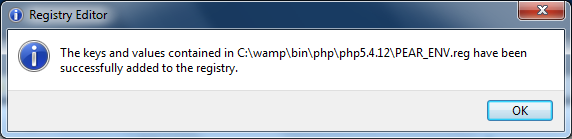 Registry Editor
The keys and values contained in C:\wamp\bin\php\php5.4.12\PEAR_ENV.reg have been
successfully added to the registry.
OK